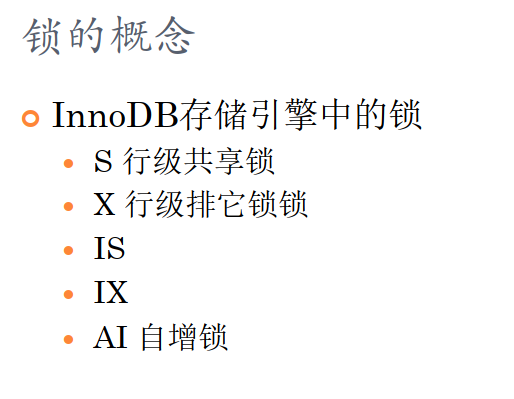 锁的概念
InnoDB存储引擎中的锁
S 行级共享锁
X 行级排它锁锁
IS
IX
AI 自增锁